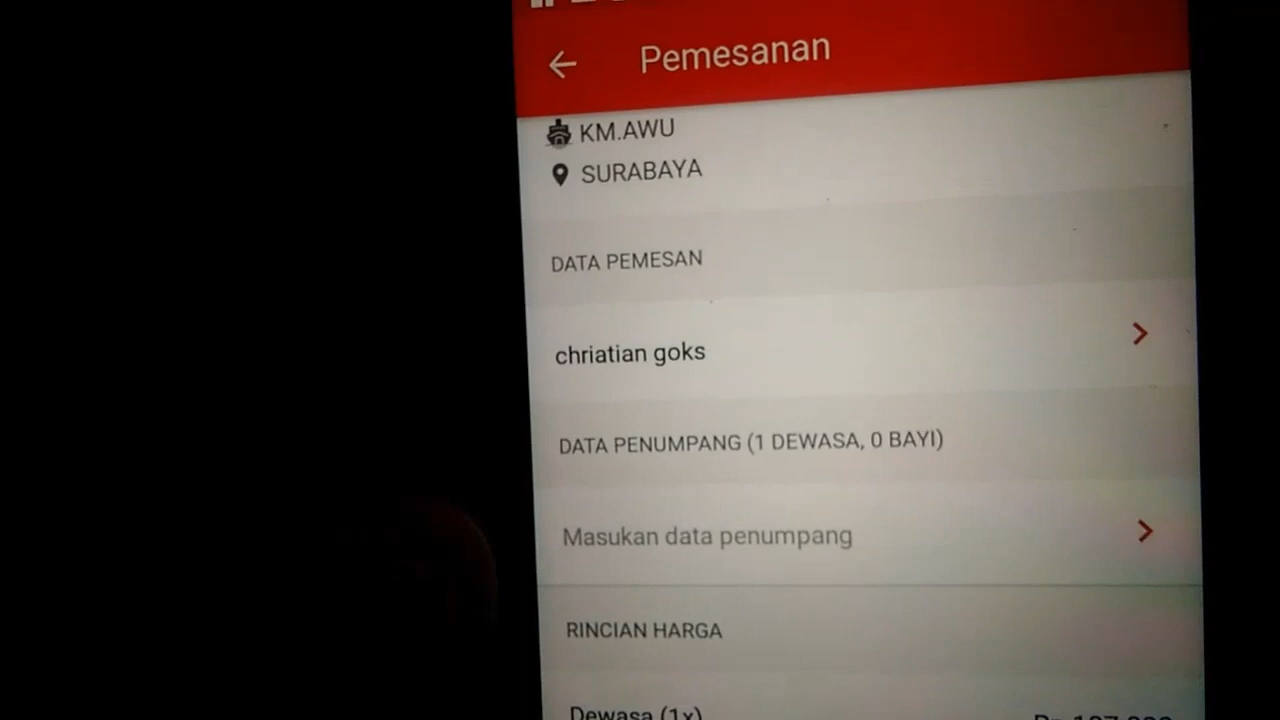 Pemesanan
KM.AWU
SURABAYA
DATA PEMESAN
chriatian goks
DATA PENUMPANG (1 DEWASA, 0 BAYI)
Masukan data penumpang
RINCIAN HARGA
Dewasa (1x)
Rp